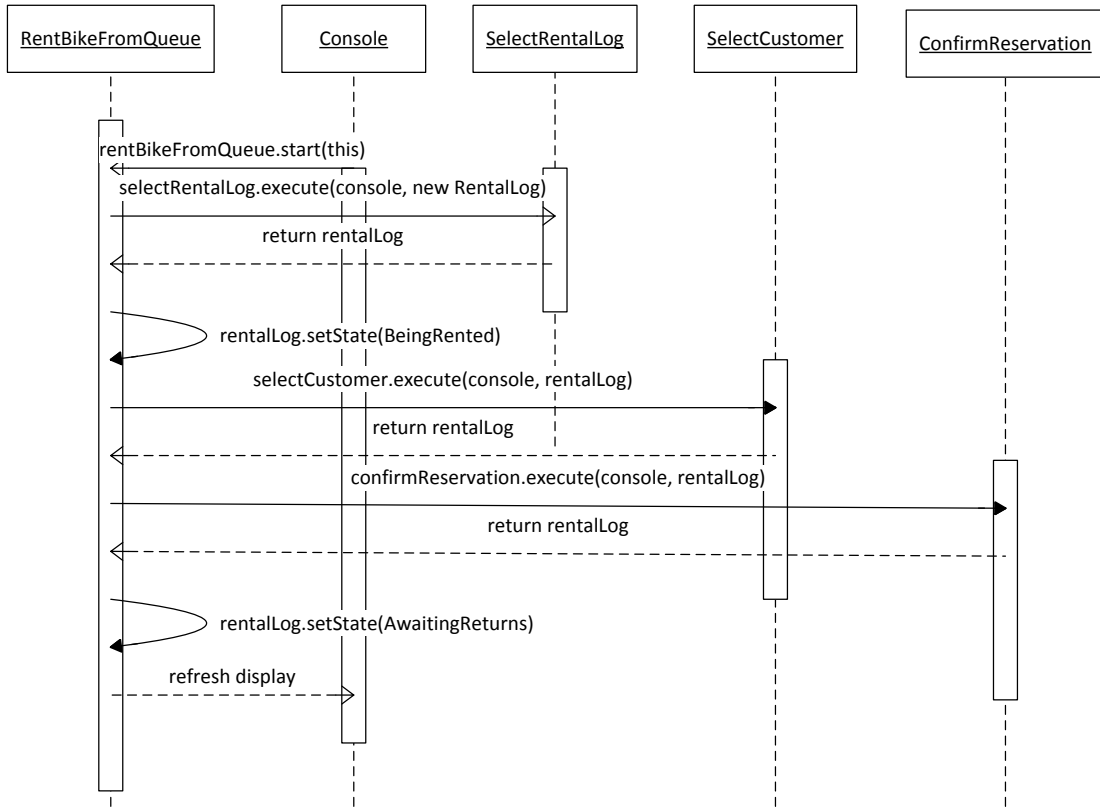 RentBikeFromQueue
Console
SelectRentalLog
SelectCustomer
ConfirmReservation
rentBikeFromQueue.start(this)
selectRentalLog.execute(console, new RentalLog)
return rentalLog
rentalLog.setState(BeingRented)
selectCustomer.execute(console, rentalLog)
return rentalLog
confirmReservation.execute(console, rentalLog)
return rentalLog
rentalLog.setState(AwaitingReturns)
refresh display